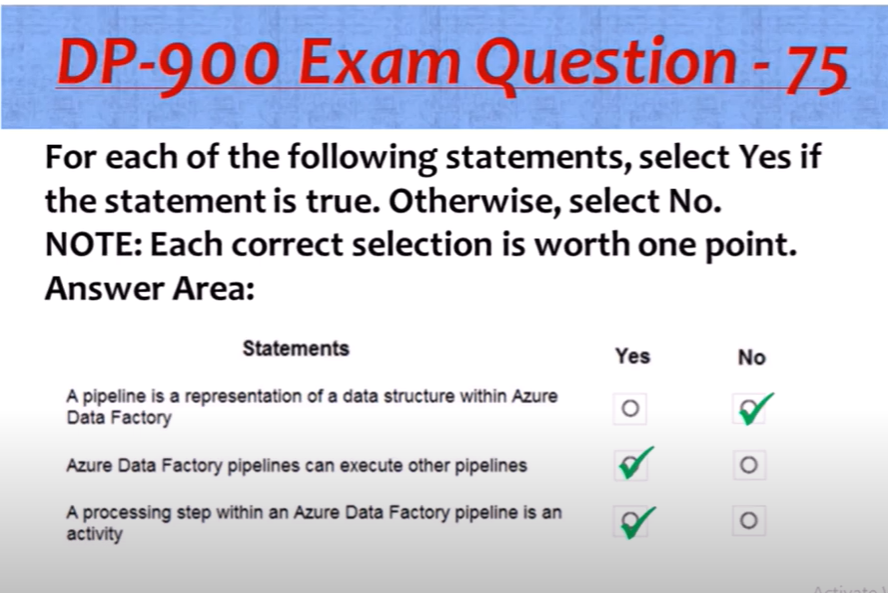 DP-900 Exam Question - 75
For each of the following statements, select Yes if
the statement is true. Otherwise, select No.
NOTE: Each correct selection is worth one point.
Answer Area:
Statements Yes No
A pipeline is a representation of a data structure within Azure
Data Factory
Azure Data Factory pipelines can execute other pipelines
A processing step within an Azure Data Factory pipeline is an
activity